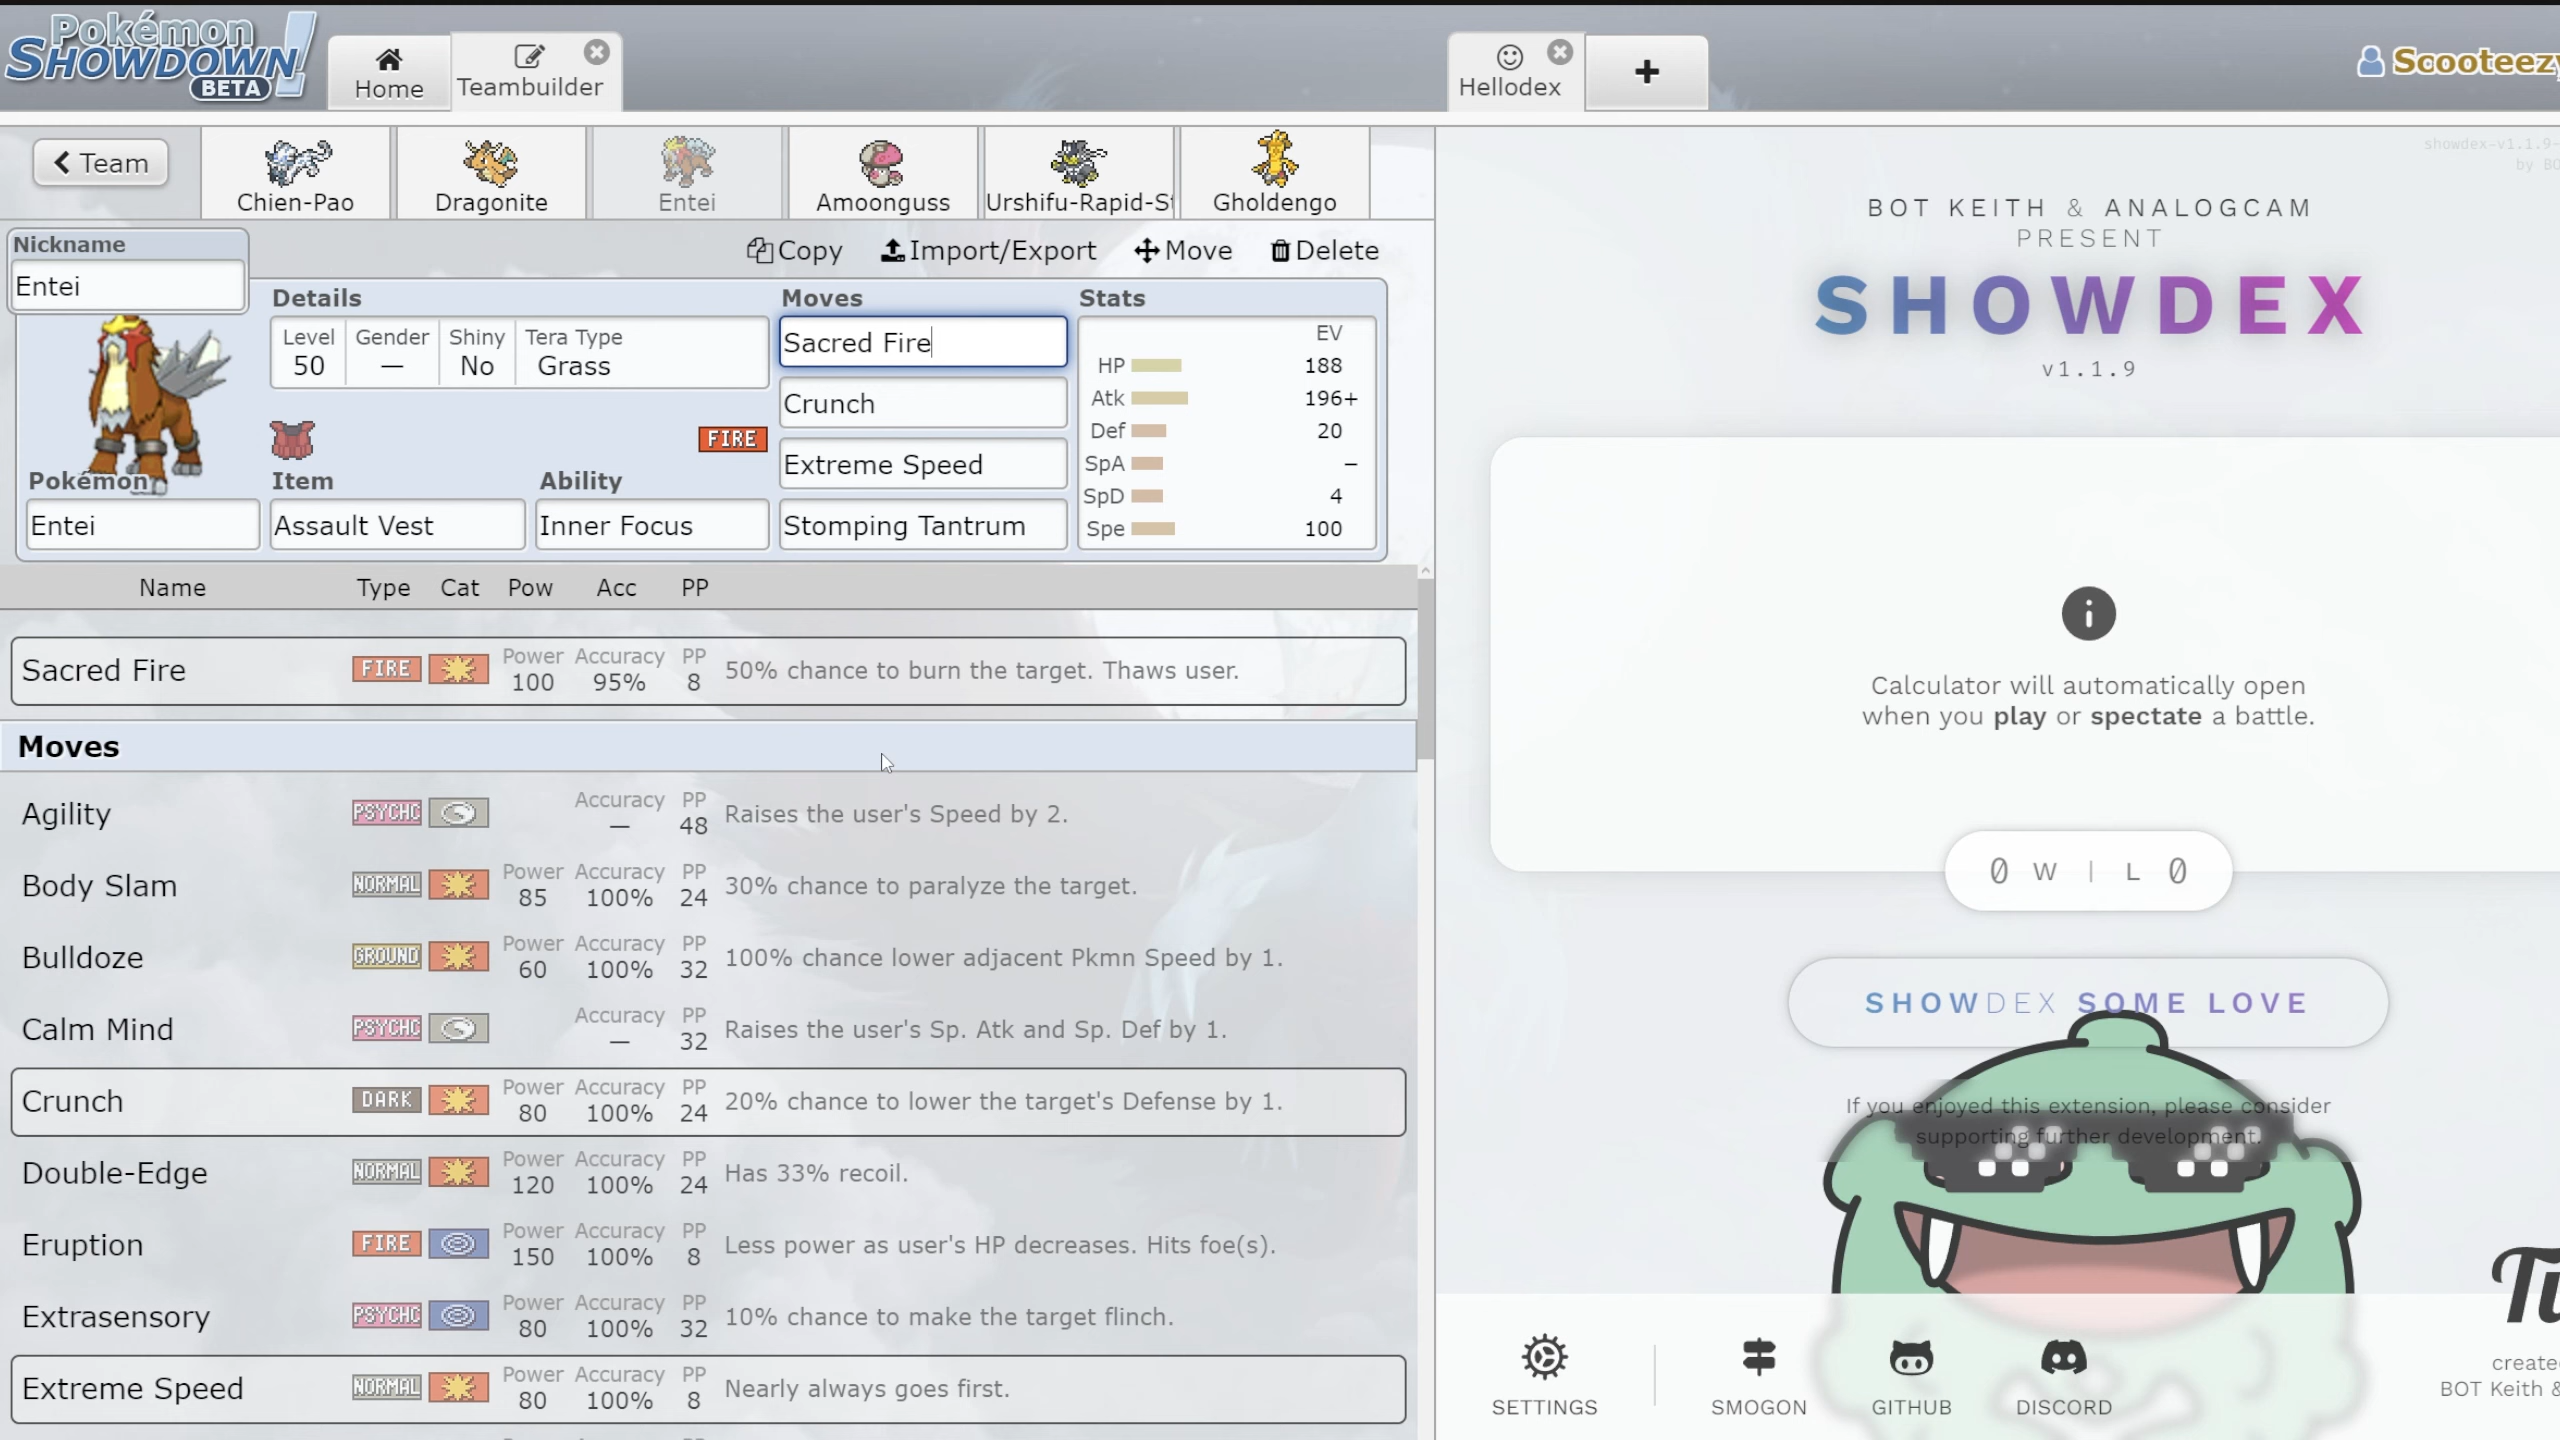 Pokémon
SHOWDOWN!
BETA
Home
Teambuilder
Hellodex
Team
Chien-Pao
Dragonite
Entei
Amoonguss
Urshifu-Rapid-St
Gholdengo
Nickname
Entei
Copy
Import/Export
Move
Delete
Details
Level
50
Gender
—
Shiny
No
Tera Type
Grass
FIRE
Pokémon
Entei
Item
Assault Vest
Ability
Inner Focus
Moves
Sacred Fire
Crunch
Extreme Speed
Stomping Tantrum
Stats
EV
HP 188
Atk 196+
Def 20
SpA –
SpD 4
Spe 100
Name Type Cat Pow Acc PP
Power Accuracy PP
Sacred Fire FIRE 100 95% 8 50% chance to burn the target. Thaws user.
Moves
Accuracy PP
Agility PSYCHC — 48 Raises the user's Speed by 2.
Power Accuracy PP
Body Slam NORMAL 85 100% 24 30% chance to paralyze the target.
Power Accuracy PP
Bulldoze GROUND 60 100% 32 100% chance lower adjacent Pkmn Speed by 1.
Accuracy PP
Calm Mind PSYCHC — 32 Raises the user's Sp. Atk and Sp. Def by 1.
Power Accuracy PP
Crunch DARK 80 100% 24 20% chance to lower the target's Defense by 1.
Power Accuracy PP
Double-Edge NORMAL 120 100% 24 Has 33% recoil.
Power Accuracy PP
Eruption FIRE 150 100% 8 Less power as user's HP decreases. Hits foe(s).
Power Accuracy PP
Extrasensory PSYCHC 80 100% 32 10% chance to make the target flinch.
Power Accuracy PP
Extreme Speed NORMAL 80 100% 8 Nearly always goes first.
Scooteezy
showdex-v1.1.9-
by BO
BOT KEITH & ANALOGCAM
PRESENT
SHOWDEX
v1.1.9
Calculator will automatically open
when you play or spectate a battle.
0 W | L 0
SHOWDEX SOME LOVE
If you enjoyed this extension, please consider
supporting further development.
SETTINGS
SMOGON
GITHUB
DISCORD
create
BOT Keith &